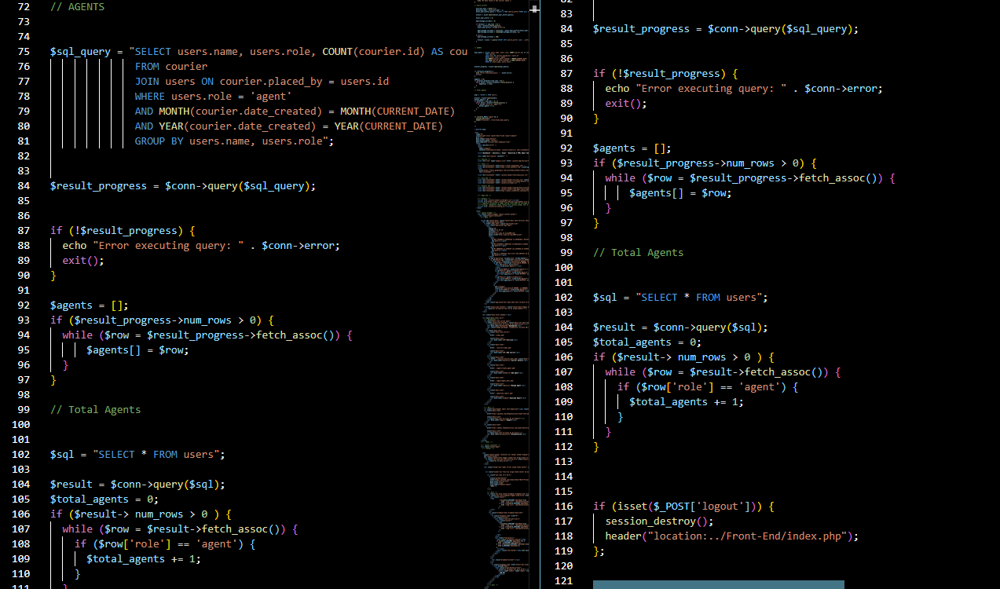 72 // AGENTS
73
74
75 $sql_query = "SELECT users.name, users.role, COUNT(courier.id) AS cou
76 FROM courier
77 JOIN users ON courier.placed_by = users.id
78 WHERE users.role = 'agent'
79 AND MONTH(courier.date_created) = MONTH(CURRENT_DATE)
80 AND YEAR(courier.date_created) = YEAR(CURRENT_DATE)
81 GROUP BY users.name, users.role";
82
83
84 $result_progress = $conn->query($sql_query);
85
86
87 if (!$result_progress) {
88 echo "Error executing query: " . $conn->error;
89 exit();
90 }
91
92 $agents = [];
93 if ($result_progress->num_rows > 0) {
94 while ($row = $result_progress->fetch_assoc()) {
95 $agents[] = $row;
96 }
97 }
98
99 // Total Agents
100
101
102 $sql = "SELECT * FROM users";
103
104 $result = $conn->query($sql);
105 $total_agents = 0;
106 if ($result-> num_rows > 0 ) {
107 while ($row = $result->fetch_assoc()) {
108 if ($row['role'] == 'agent') {
109 $total_agents += 1;
110 }
111 }
82
83
84 $result_progress = $conn->query($sql_query);
85
86
87 if (!$result_progress) {
88 echo "Error executing query: " . $conn->error;
89 exit();
90 }
91
92 $agents = [];
93 if ($result_progress->num_rows > 0) {
94 while ($row = $result_progress->fetch_assoc()) {
95 $agents[] = $row;
96 }
97 }
98
99 // Total Agents
100
101
102 $sql = "SELECT * FROM users";
103
104 $result = $conn->query($sql);
105 $total_agents = 0;
106 if ($result-> num_rows > 0 ) {
107 while ($row = $result->fetch_assoc()) {
108 if ($row['role'] == 'agent') {
109 $total_agents += 1;
110 }
111 }
112 }
113
114
115
116 if (isset($_POST['logout'])) {
117 session_destroy();
118 header("location:../Front-End/index.php");
119 };
120
121